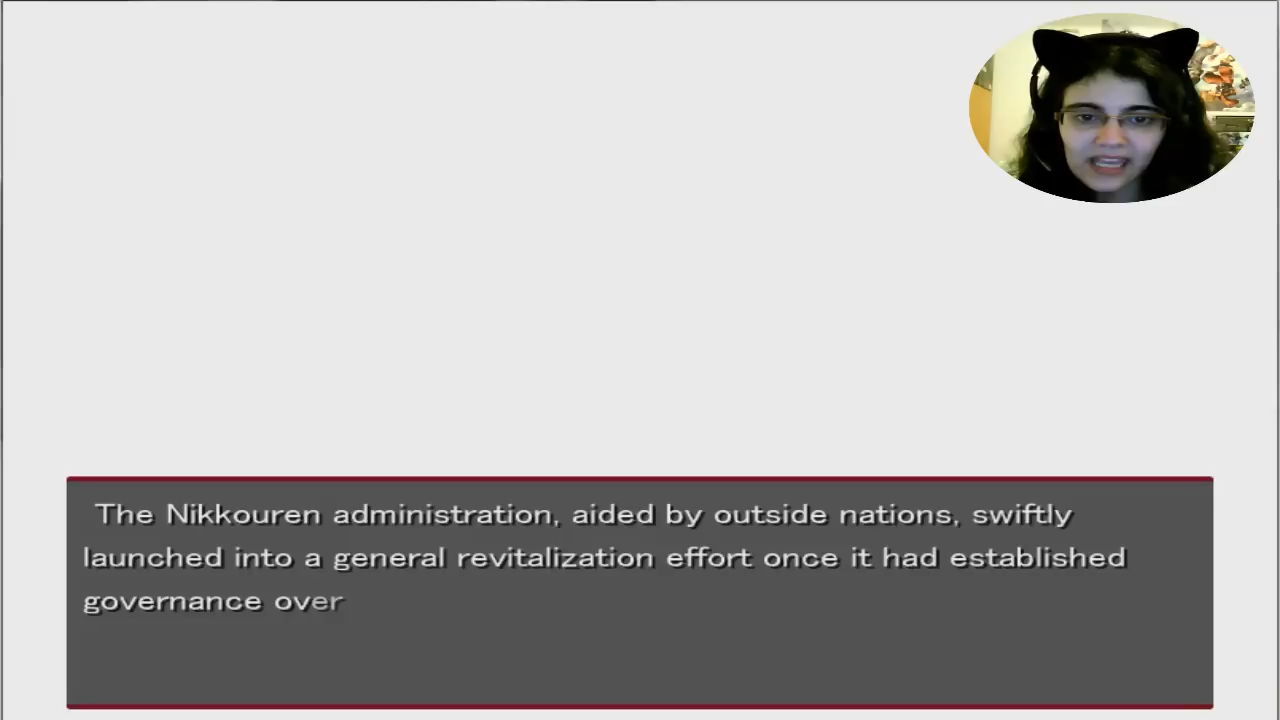 The Nikkouren administration, aided by outside nations, swiftly
launched into a general revitalization effort once it had established
governance over